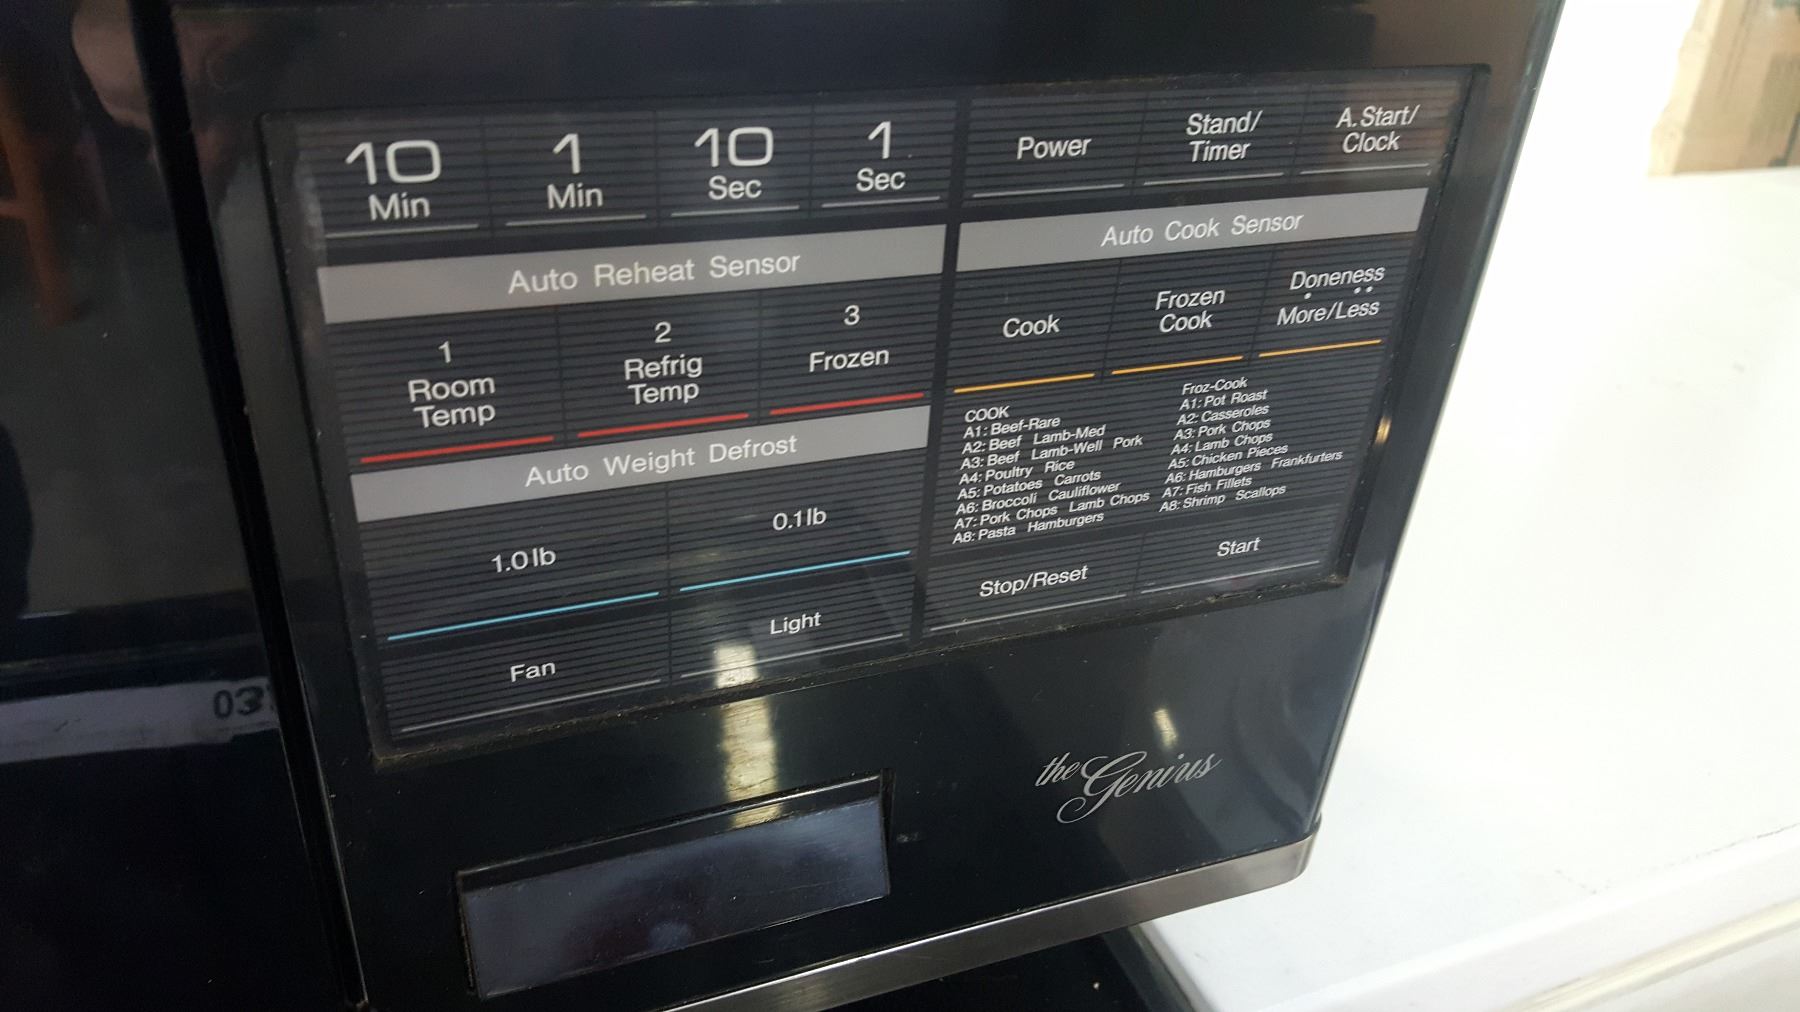 10
Min
1
Min
10
Sec
1
Sec
Power
Stand/
Timer
A. Start/
Clock
Auto Reheat Sensor
1
Room
Temp
2
Refrig
Temp
3
Frozen
Auto Weight Defrost
1.0 lb
0.1 lb
Fan
Light
Auto Cook Sensor
Cook
Frozen
Cook
Doneness
More/Less
COOK
A1: Beef-Rare
A2: Beef Lamb-Med
A3: Beef Lamb-Well Pork
A4: Poultry Rice
A5: Potatoes Carrots
A6: Broccoli Cauliflower
A7: Pork Chops Lamb Chops
A8: Pasta Hamburgers
Froz-Cook
A1: Pot Roast
A2: Casseroles
A3: Pork Chops
A4: Lamb Chops
A5: Chicken Pieces
A6: Hamburgers Frankfurters
A7: Fish Fillets
A8: Shrimp Scallops
Stop/Reset
Start
the Genius